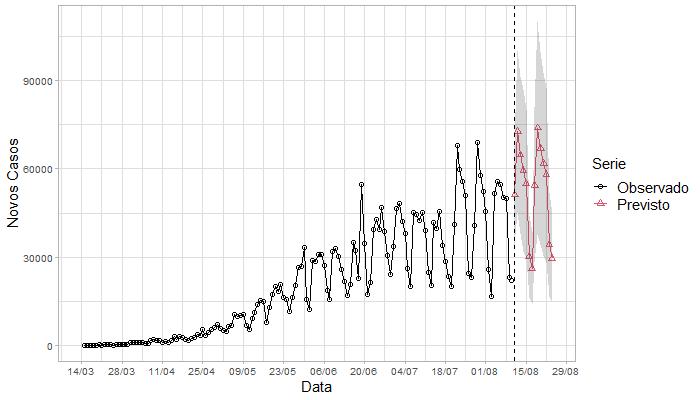 90000
60000
30000
0
Novos Casos
14/03 28/03 11/04 25/04 09/05 23/05 06/06 20/06 04/07 18/07 01/08 15/08 29/08
Data
Serie
Observado
Previsto